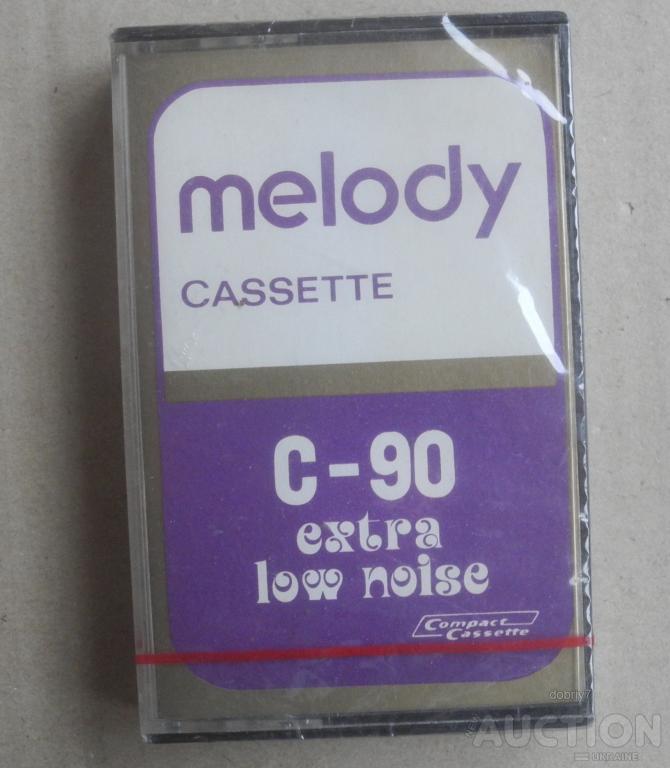 melody
CASSETTE
C-90
extra
low noise
Compact
Cassette
dobriy7
AUCTION
UKRAINE